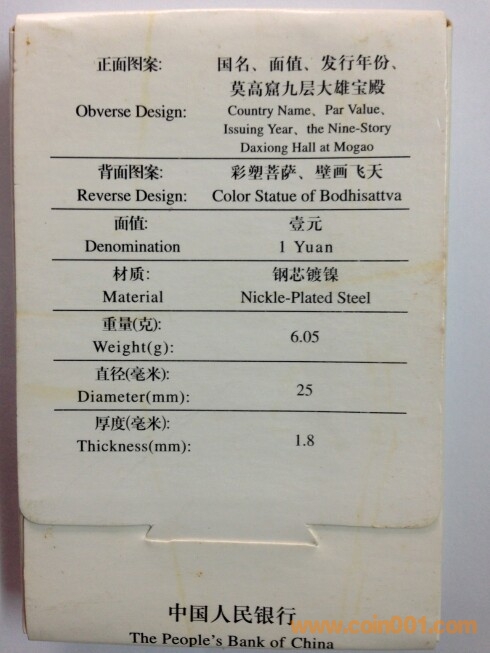 正面图案: 国名、面值、发行年份、
莫高窟九层大雄宝殿
Obverse Design: Country Name、Par Value、
Issuing Year、the Nine-Story
Daxiong Hall at Mogao
背面图案: 彩塑菩萨、壁画飞天
Reverse Design: Color Statue of Bodhisattva
面值: 壹元
Denomination 1 Yuan
材质: 钢芯镀镍
Material Nickle-Plated Steel
重量(克):
Weight(g): 6.05
直径(毫米):
Diameter(mm): 25
厚度(毫米):
Thickness(mm): 1.8
中国人民银行
www.coin001.com
The People's Bank of China